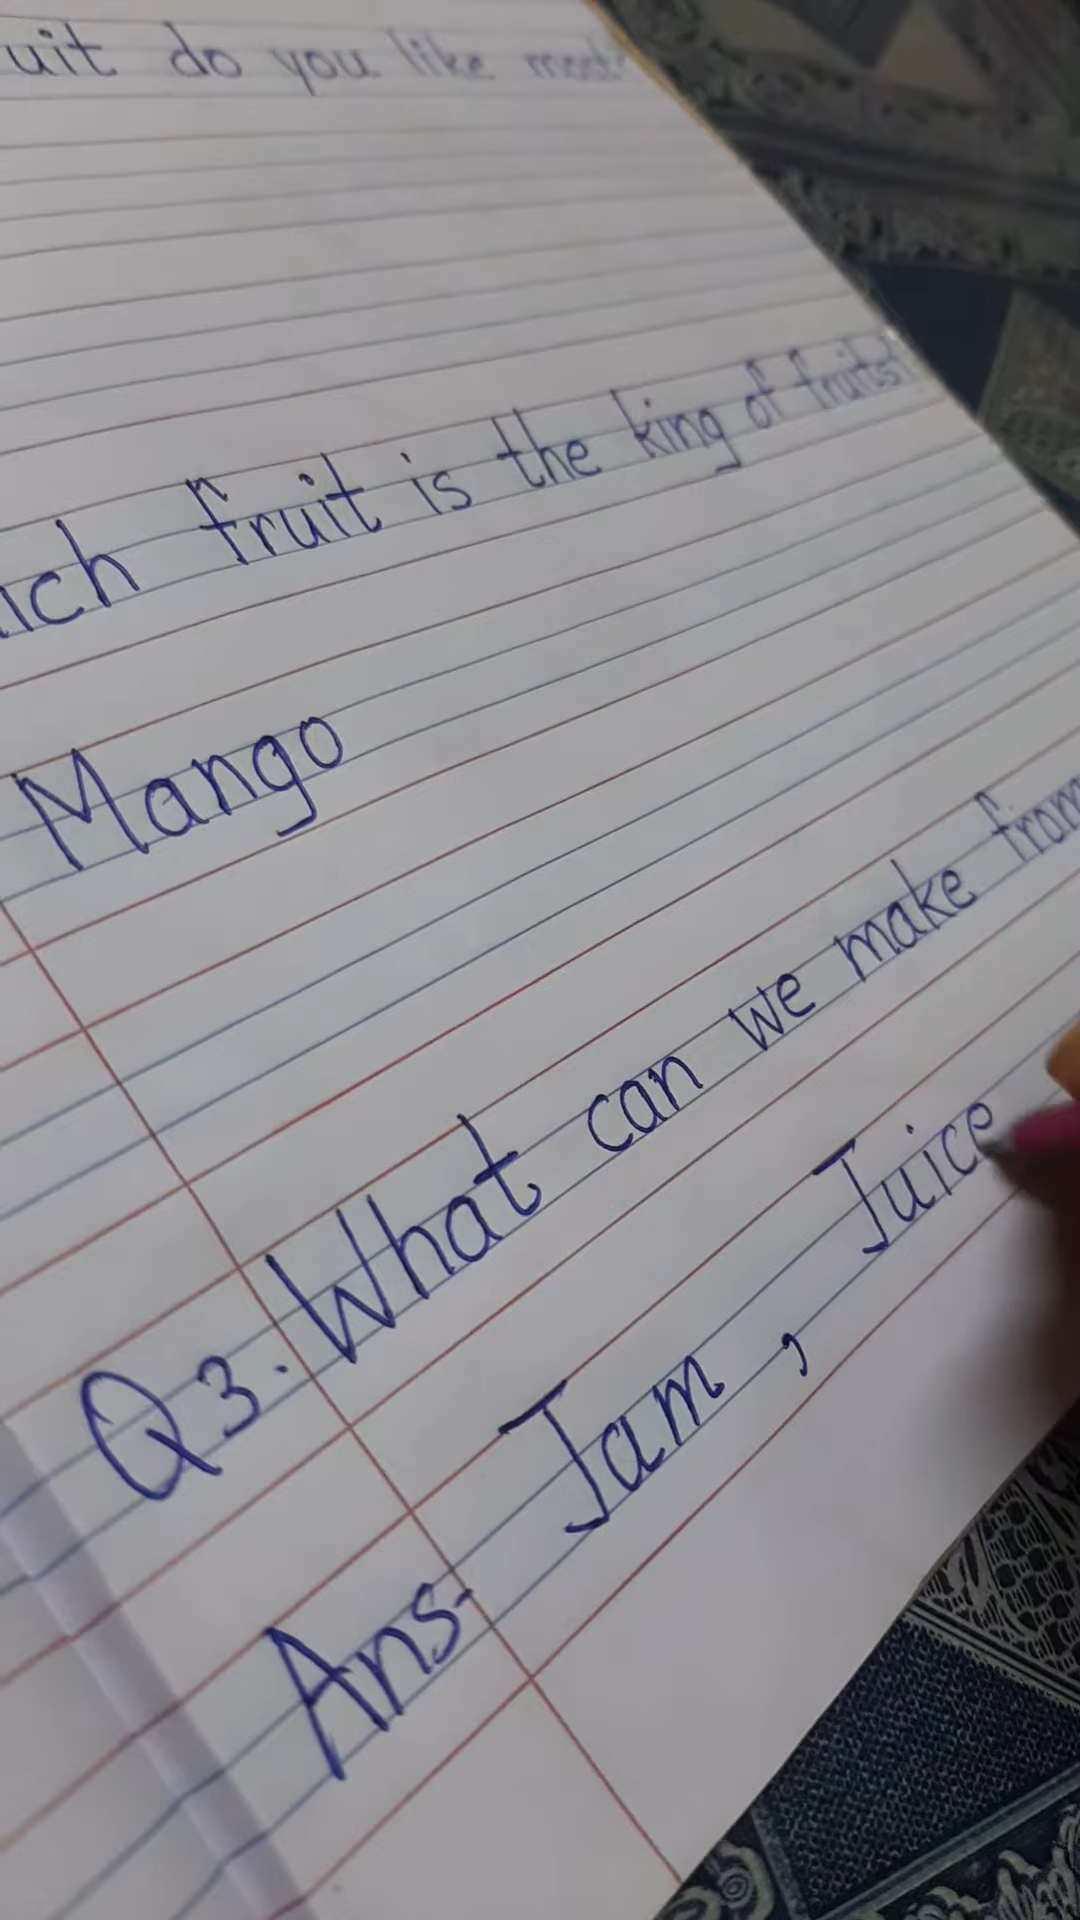 uit do you like most?
ich fruit is the king of fruits?
Mango
Q3. What can we make from
Ans- Jam, Juice